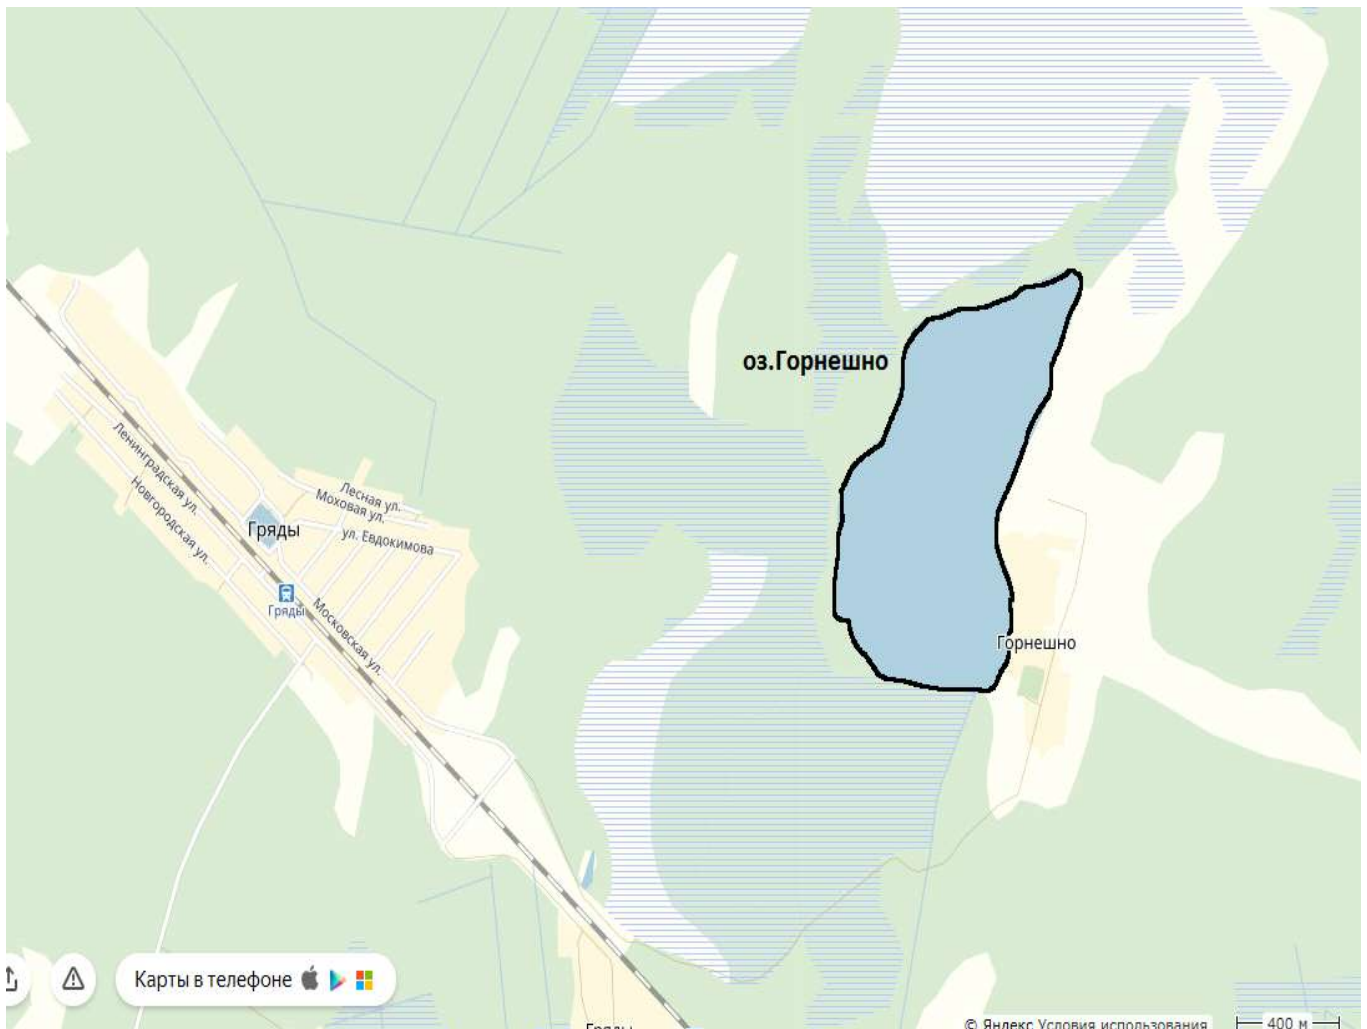 оз.Горнешно
Ленинградская ул.
Новгородская ул.
Лесная ул.
Моховая ул.
Гряды
ул. Евдокимова
Гряды
Московская ул.
Горнешно
Карты в телефоне
Гряды
© Яндекс Условия использования
400 м